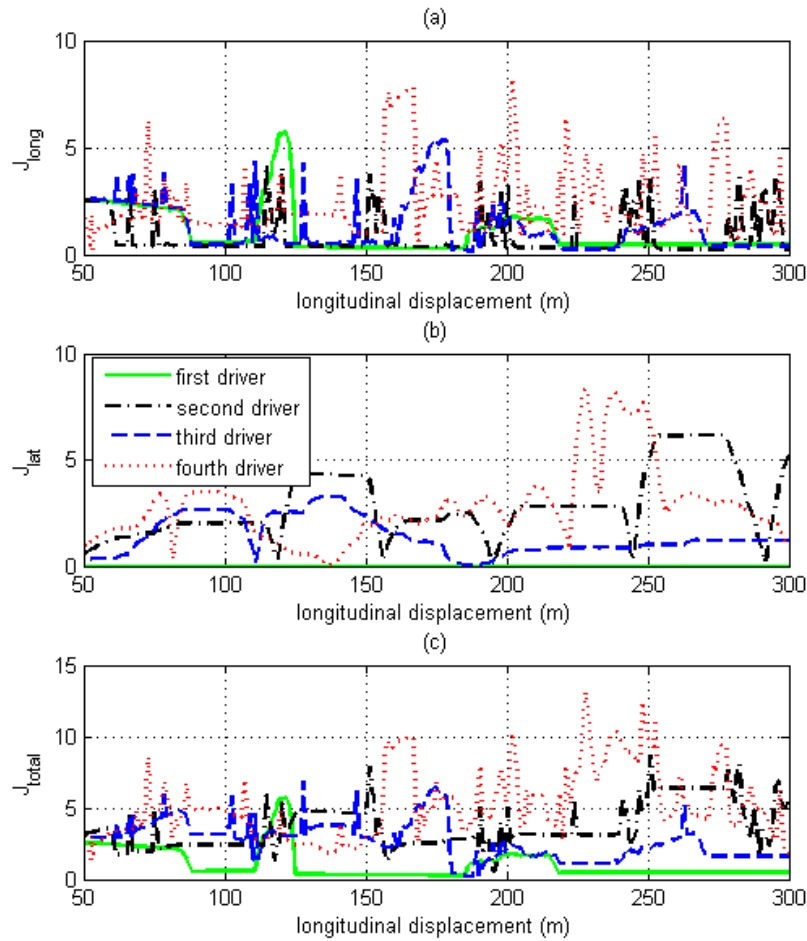 (a)
10
5
0
J_long
50 100 150 200 250 300
longitudinal displacement (m)
(b)
10
5
0
J_lat
first driver
second driver
third driver
fourth driver
50 100 150 200 250 300
longitudinal displacement (m)
(c)
15
10
5
0
J_total
50 100 150 200 250 300
longitudinal displacement (m)